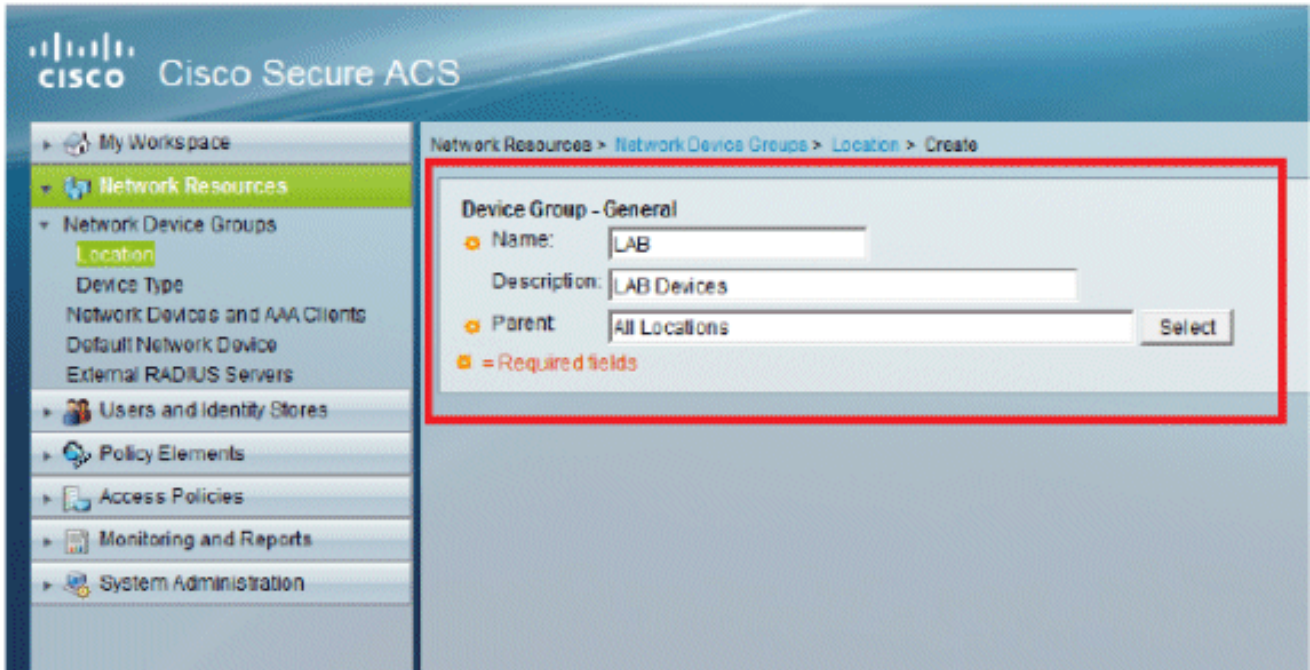 CISCO Cisco Secure ACS
My Workspace
Network Resources
Network Device Groups
Location
Device Type
Network Devices and AAA Clients
Default Network Device
External RADIUS Servers
Users and Identity Stores
Policy Elements
Access Policies
Monitoring and Reports
System Administration
Network Resources > Network Device Groups > Location > Create
Device Group - General
Name: LAB
Description: LAB Devices
Parent All Locations Select
= Required fields